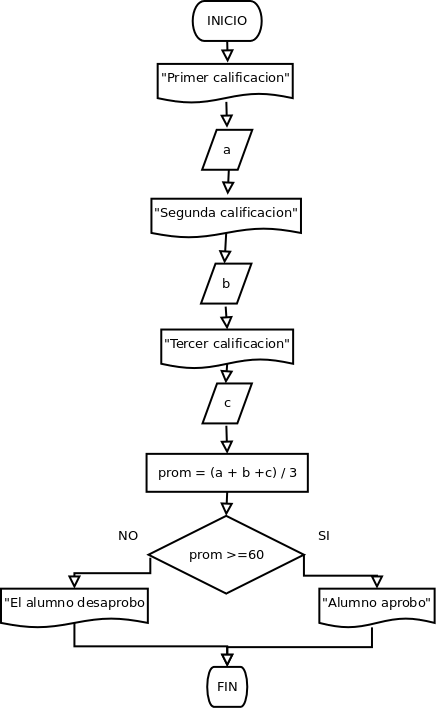 INICIO
"Primer calificacion"
a
"Segunda calificacion"
b
"Tercer calificacion"
c
prom = (a + b +c) / 3
NO
SI
prom >=60
"El alumno desaprobo
"Alumno aprobo"
FIN